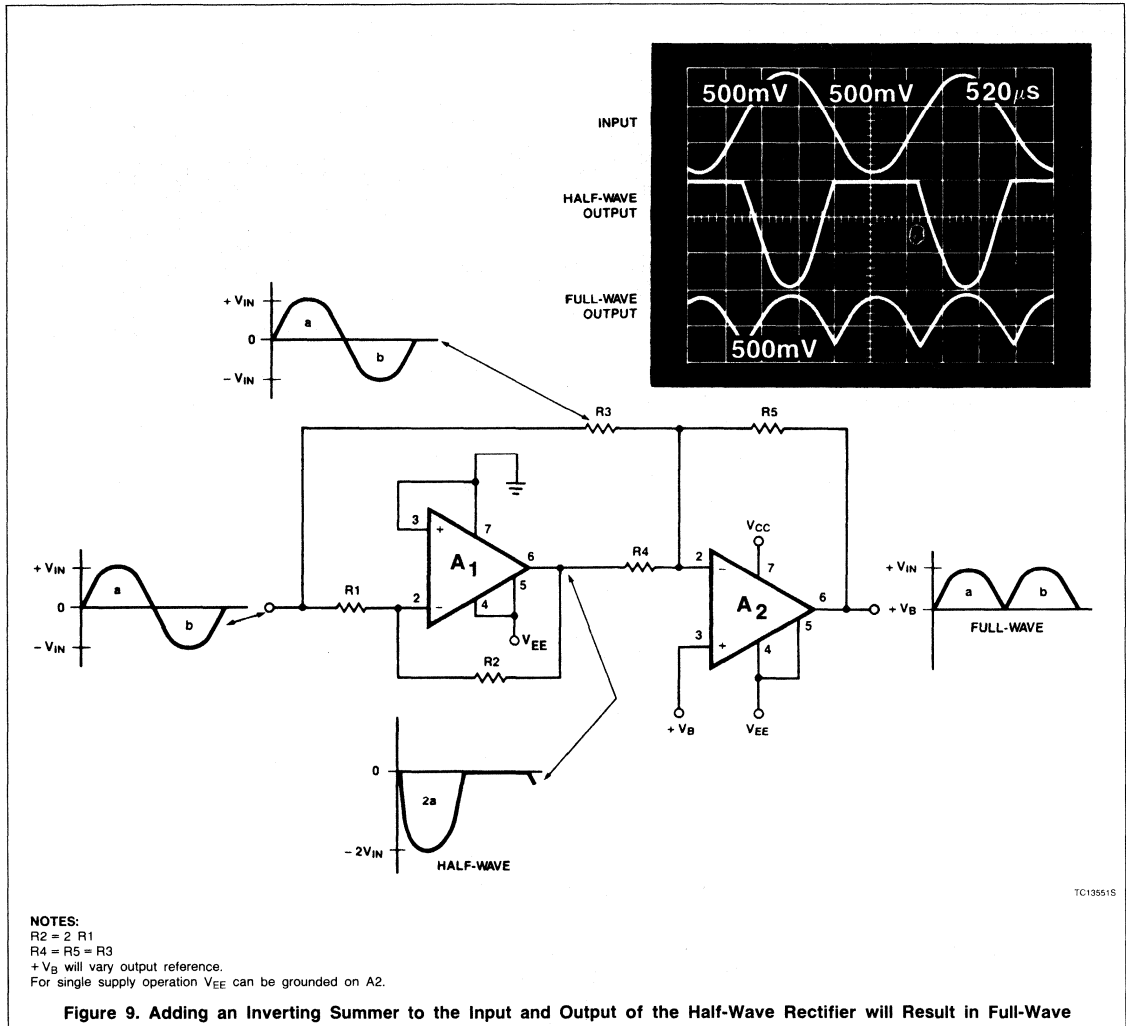 500mV 500mV 520μs
INPUT
HALF-WAVE
OUTPUT
FULL-WAVE
OUTPUT
500mV
+ VIN
a
0
b
− VIN
R3
R5
3
+
7
A1
6
2
−
4
5
VEE
R1
R2
R4
VCC
2
−
7
A2
6
3
+
4
5
+ VB
VEE
+ VIN
a
0
b
− VIN
+ VIN
a b
+ VB
FULL-WAVE
0
2a
− 2VIN
HALF-WAVE
TC13551S
NOTES:
R2 = 2 R1
R4 = R5 = R3
+ VB will vary output reference.
For single supply operation VEE can be grounded on A2.
Figure 9. Adding an Inverting Summer to the Input and Output of the Half-Wave Rectifier will Result in Full-Wave